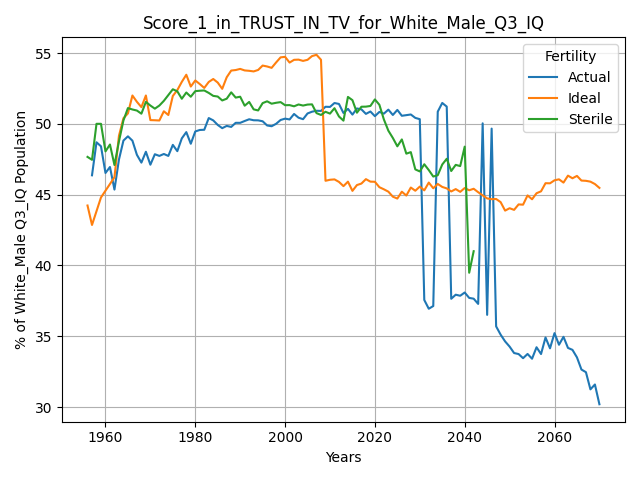 Score_1_in_TRUST_IN_TV_for_White_Male_Q3_IQ
% of White_Male Q3_IQ Population
55
50
45
40
35
30
Fertility
Actual
Ideal
Sterile
1960 1980 2000 2020 2040 2060
Years